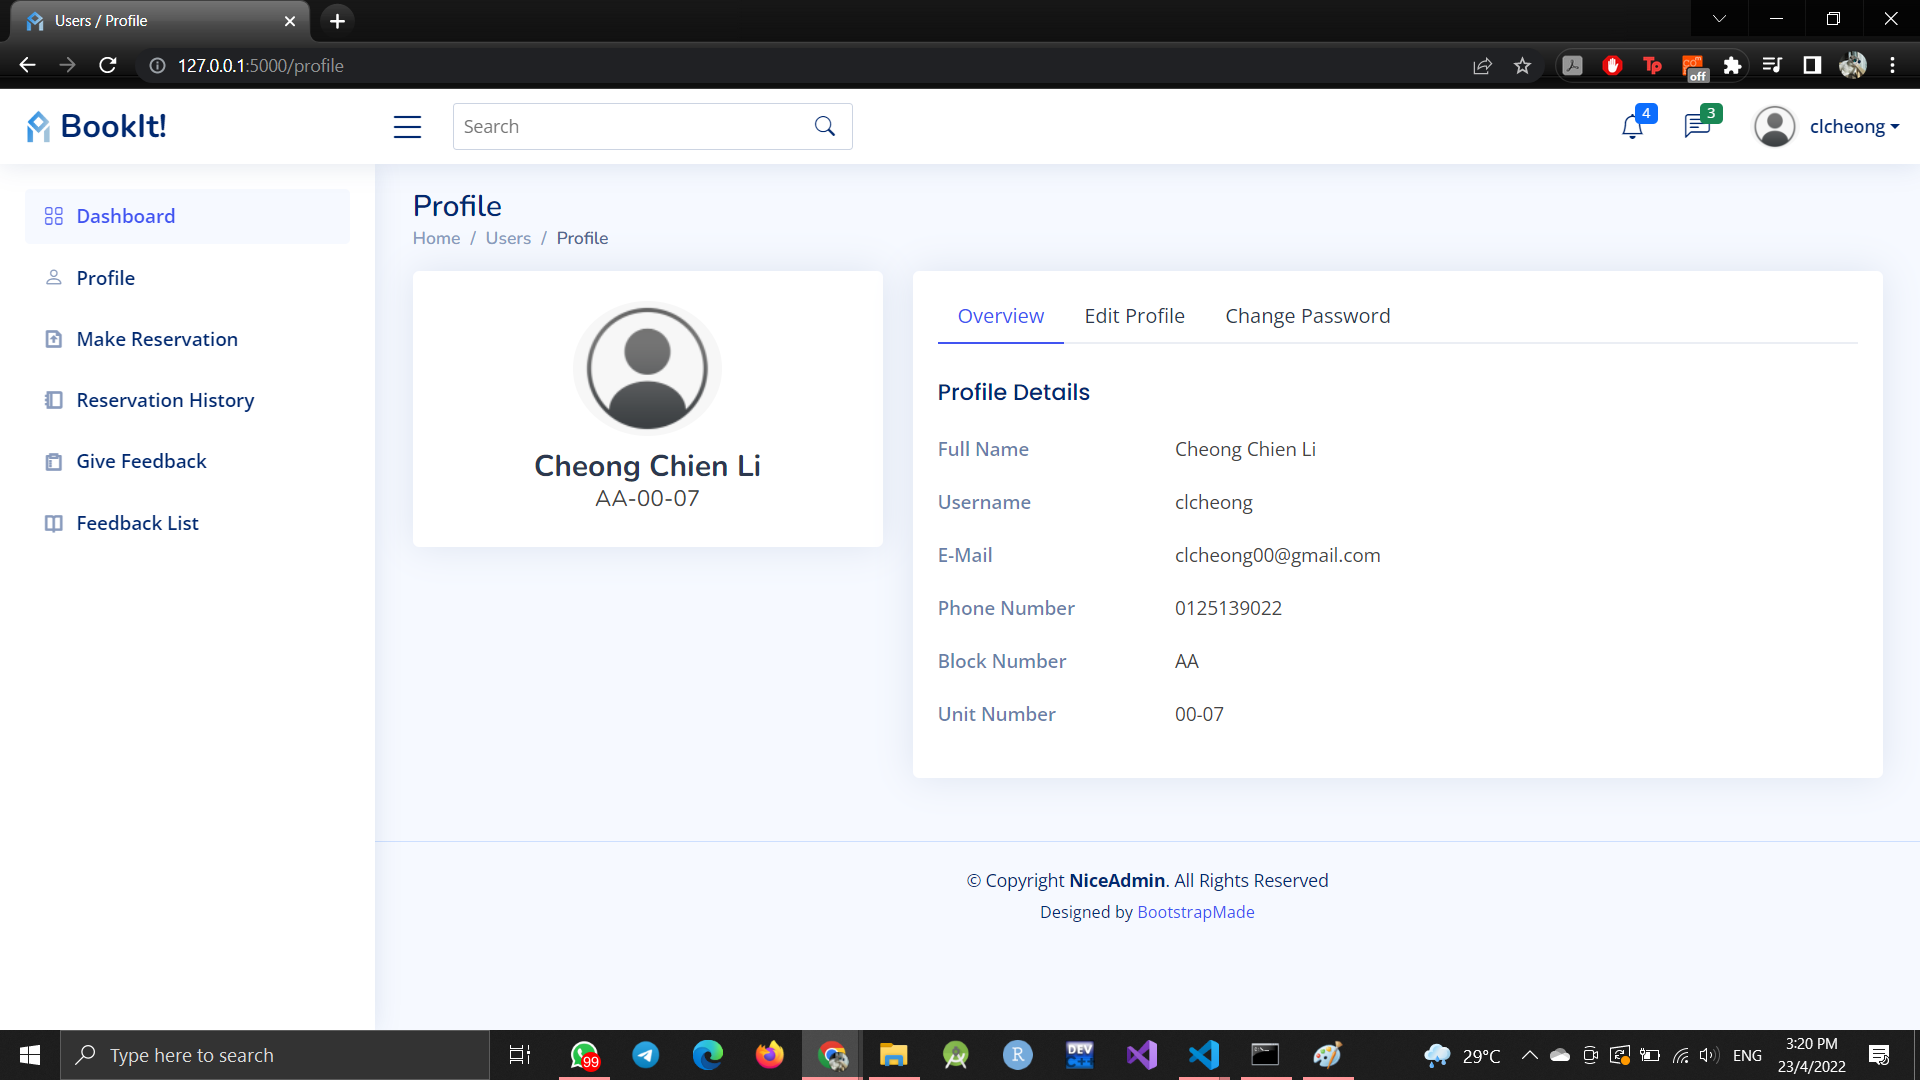 Users / Profile
127.0.0.1:5000/profile
off
BookIt!
Search
4
3
clcheong
Dashboard
Profile
Make Reservation
Reservation History
Give Feedback
Feedback List
Profile
Home / Users / Profile
Cheong Chien Li
AA-00-07
Overview
Edit Profile
Change Password
Profile Details
Full Name Cheong Chien Li
Username clcheong
E-Mail clcheong00@gmail.com
Phone Number 0125139022
Block Number AA
Unit Number 00-07
© Copyright NiceAdmin. All Rights Reserved
Designed by BootstrapMade
Type here to search
99
R
DEV
C++
29°C
ENG
3:20 PM
23/4/2022